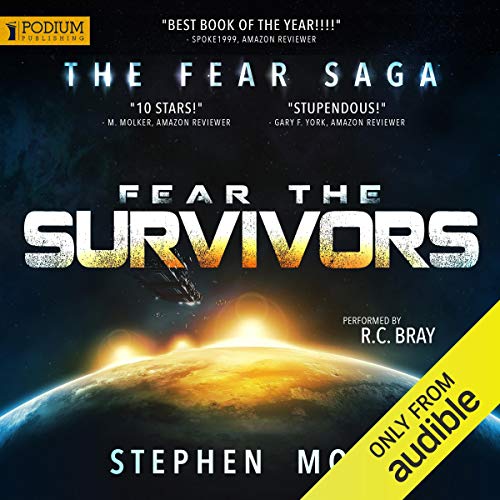 PODIUM
PUBLISHING
"BEST BOOK OF THE YEAR!!!!"
- SPOKE1999, AMAZON REVIEWER
THE FEAR SAGA
"10 STARS!"
- M. MOLKER, AMAZON REVIEWER
"STUPENDOUS!"
- GARY F. YORK, AMAZON REVIEWER
FEAR THE
SURVIVORS
PERFORMED BY
R.C. BRAY
STEPHEN MO
ONLY FROM
audible